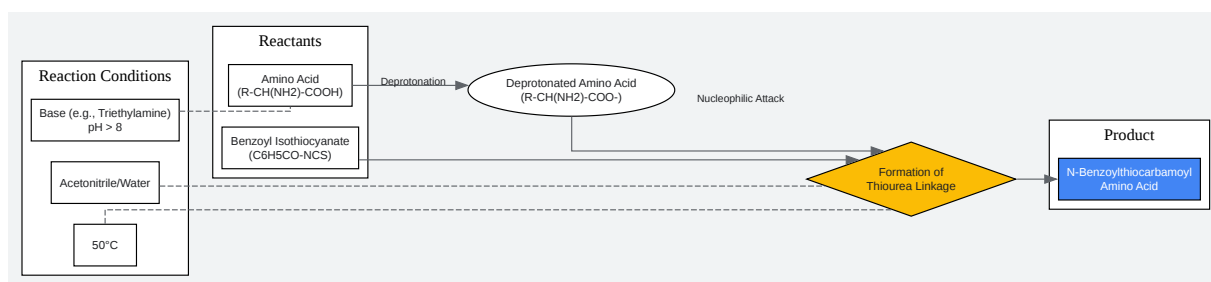 Reaction Conditions
Base (e.g., Triethylamine)
pH > 8
Acetonitrile/Water
50°C
Reactants
Amino Acid
(R-CH(NH2)-COOH)
Benzoyl Isothiocyanate
(C6H5CO-NCS)
Deprotonation
Deprotonated Amino Acid
(R-CH(NH2)-COO-)
Nucleophilic Attack
Formation of
Thiourea Linkage
Product
N-Benzoylthiocarbamoyl
Amino Acid